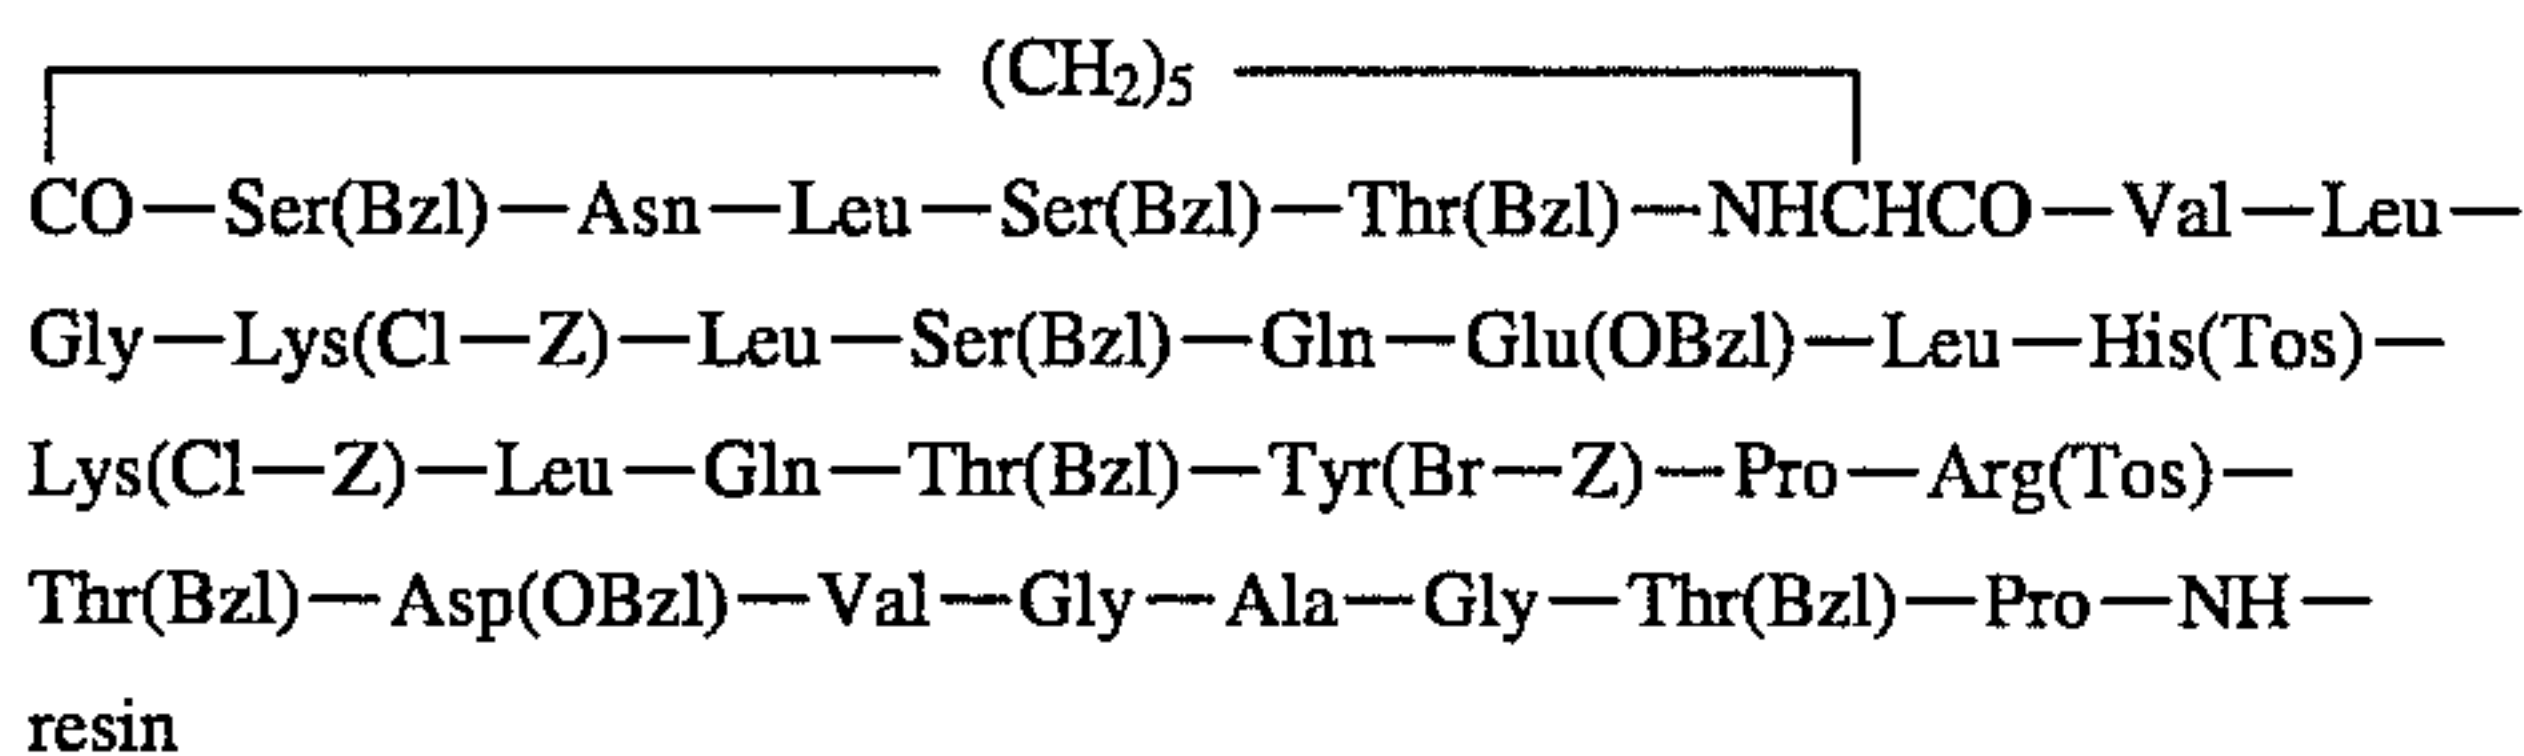 (CH₂)₅
CO—Ser(Bzl)—Asn—Leu—Ser(Bzl)—Thr(Bzl)—NHCHCO—Val—Leu—
Gly—Lys(Cl—Z)—Leu—Ser(Bzl)—Gln—Glu(OBzl)—Leu—His(Tos)—
Lys(Cl—Z)—Leu—Gln—Thr(Bzl)—Tyr(Br—Z)—Pro—Arg(Tos)—
Thr(Bzl)—Asp(OBzl)—Val—Gly—Ala—Gly—Thr(Bzl)—Pro—NH—
resin